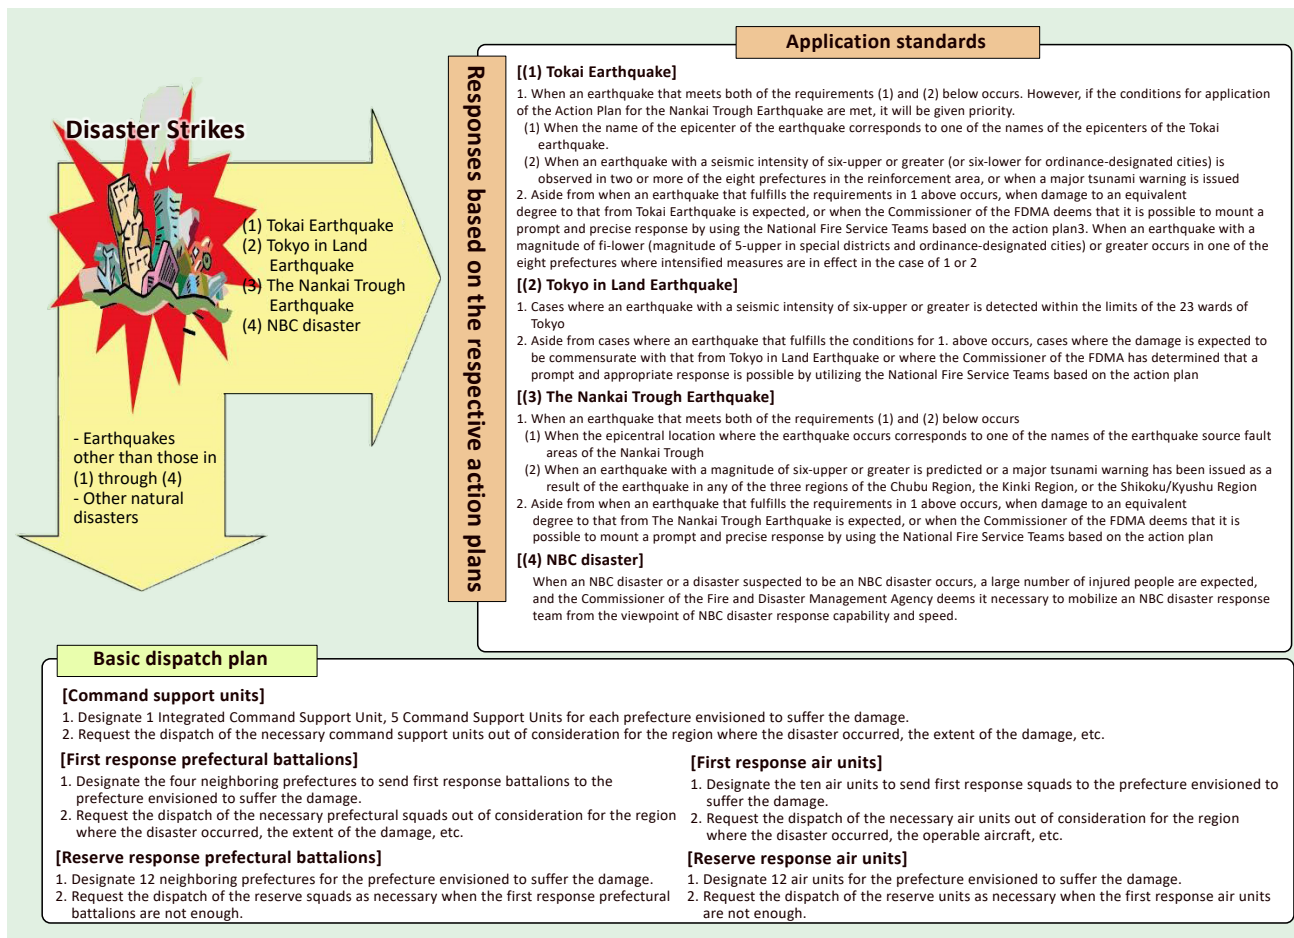 Disaster Strikes
(1) Tokai Earthquake
(2) Tokyo in Land
Earthquake
(3) The Nankai Trough
Earthquake
(4) NBC disaster
- Earthquakes
other than those in
(1) through (4)
- Other natural
disasters
Responses based on the respective action plans
Application standards
[(1) Tokai Earthquake]
1. When an earthquake that meets both of the requirements (1) and (2) below occurs. However, if the conditions for application
of the Action Plan for the Nankai Trough Earthquake are met, it will be given priority.
(1) When the name of the epicenter of the earthquake corresponds to one of the names of the epicenters of the Tokai
earthquake.
(2) When an earthquake with a seismic intensity of six-upper or greater (or six-lower for ordinance-designated cities) is
observed in two or more of the eight prefectures in the reinforcement area, or when a major tsunami warning is issued
2. Aside from when an earthquake that fulfills the requirements in 1 above occurs, when damage to an equivalent
degree to that from Tokai Earthquake is expected, or when the Commissioner of the FDMA deems that it is possible to mount a
prompt and precise response by using the National Fire Service Teams based on the action plan3. When an earthquake with a
magnitude of fi-lower (magnitude of 5-upper in special districts and ordinance-designated cities) or greater occurs in one of the
eight prefectures where intensified measures are in effect in the case of 1 or 2
[(2) Tokyo in Land Earthquake]
1. Cases where an earthquake with a seismic intensity of six-upper or greater is detected within the limits of the 23 wards of
Tokyo
2. Aside from cases where an earthquake that fulfills the conditions for 1. above occurs, cases where the damage is expected to
be commensurate with that from Tokyo in Land Earthquake or where the Commissioner of the FDMA has determined that a
prompt and appropriate response is possible by utilizing the National Fire Service Teams based on the action plan
[(3) The Nankai Trough Earthquake]
1. When an earthquake that meets both of the requirements (1) and (2) below occurs
(1) When the epicentral location where the earthquake occurs corresponds to one of the names of the earthquake source fault
areas of the Nankai Trough
(2) When an earthquake with a magnitude of six-upper or greater is predicted or a major tsunami warning has been issued as a
result of the earthquake in any of the three regions of the Chubu Region, the Kinki Region, or the Shikoku/Kyushu Region
2. Aside from when an earthquake that fulfills the requirements in 1 above occurs, when damage to an equivalent
degree to that from The Nankai Trough Earthquake is expected, or when the Commissioner of the FDMA deems that it is
possible to mount a prompt and precise response by using the National Fire Service Teams based on the action plan
[(4) NBC disaster]
When an NBC disaster or a disaster suspected to be an NBC disaster occurs, a large number of injured people are expected,
and the Commissioner of the Fire and Disaster Management Agency deems it necessary to mobilize an NBC disaster response
team from the viewpoint of NBC disaster response capability and speed.
Basic dispatch plan
[Command support units]
1. Designate 1 Integrated Command Support Unit, 5 Command Support Units for each prefecture envisioned to suffer the damage.
2. Request the dispatch of the necessary command support units out of consideration for the region where the disaster occurred, the extent of the damage, etc.
[First response prefectural battalions]
1. Designate the four neighboring prefectures to send first response battalions to the
prefecture envisioned to suffer the damage.
2. Request the dispatch of the necessary prefectural squads out of consideration for the region
where the disaster occurred, the extent of the damage, etc.
[Reserve response prefectural battalions]
1. Designate 12 neighboring prefectures for the prefecture envisioned to suffer the damage.
2. Request the dispatch of the reserve squads as necessary when the first response prefectural
battalions are not enough.
[First response air units]
1. Designate the ten air units to send first response squads to the prefecture envisioned to
suffer the damage.
2. Request the dispatch of the necessary air units out of consideration for the region
where the disaster occurred, the operable aircraft, etc.
[Reserve response air units]
1. Designate 12 air units for the prefecture envisioned to suffer the damage.
2. Request the dispatch of the reserve units as necessary when the first response air units
are not enough.